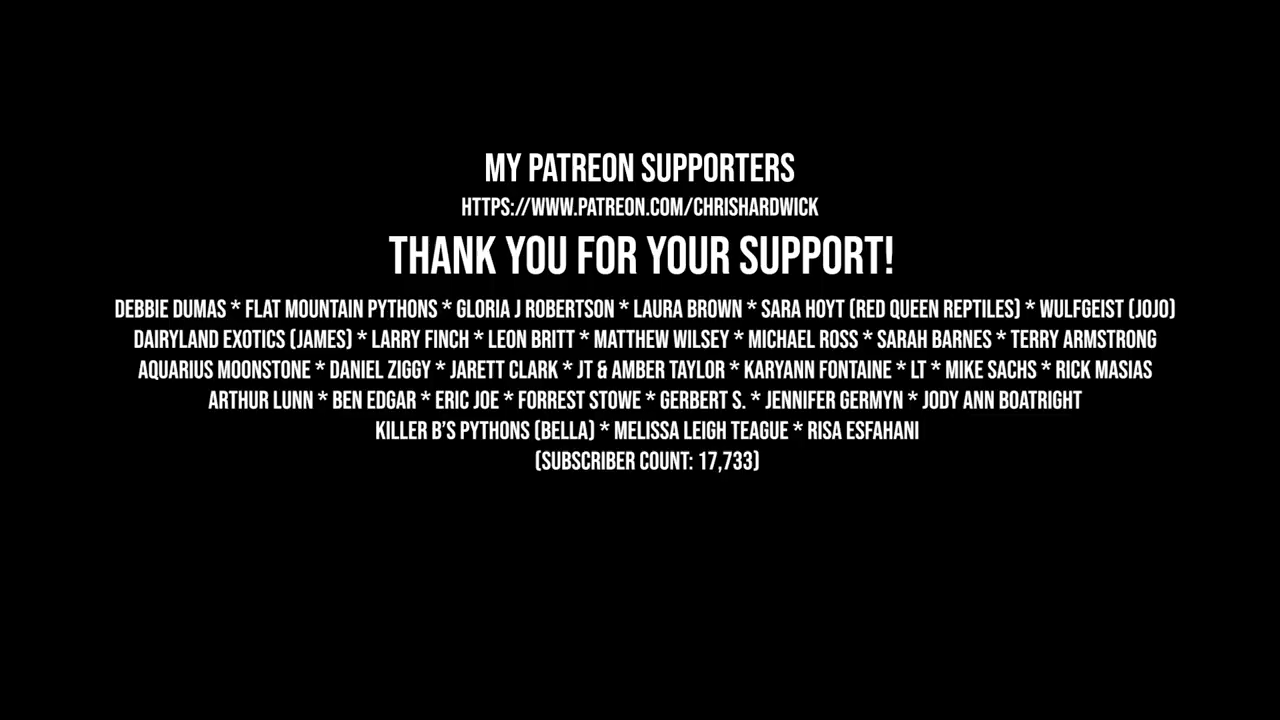 MY PATREON SUPPORTERS
HTTPS://WWW.PATREON.COM/CHRISHARDWICK
THANK YOU FOR YOUR SUPPORT!
DEBBIE DUMAS * FLAT MOUNTAIN PYTHONS * GLORIA J ROBERTSON * LAURA BROWN * SARA HOYT (RED QUEEN REPTILES) * WULFGEIST (JOJO)
DAIRYLAND EXOTICS (JAMES) * LARRY FINCH * LEON BRITT * MATTHEW WILSEY * MICHAEL ROSS * SARAH BARNES * TERRY ARMSTRONG
AQUARIUS MOONSTONE * DANIEL ZIGGY * JARETT CLARK * JT & AMBER TAYLOR * KARYANN FONTAINE * LT * MIKE SACHS * RICK MASIAS
ARTHUR LUNN * BEN EDGAR * ERIC JOE * FORREST STOWE * GERBERT S. * JENNIFER GERMYN * JODY ANN BOATRIGHT
KILLER B'S PYTHONS (BELLA) * MELISSA LEIGH TEAGUE * RISA ESFAHANI
(SUBSCRIBER COUNT: 17,733)